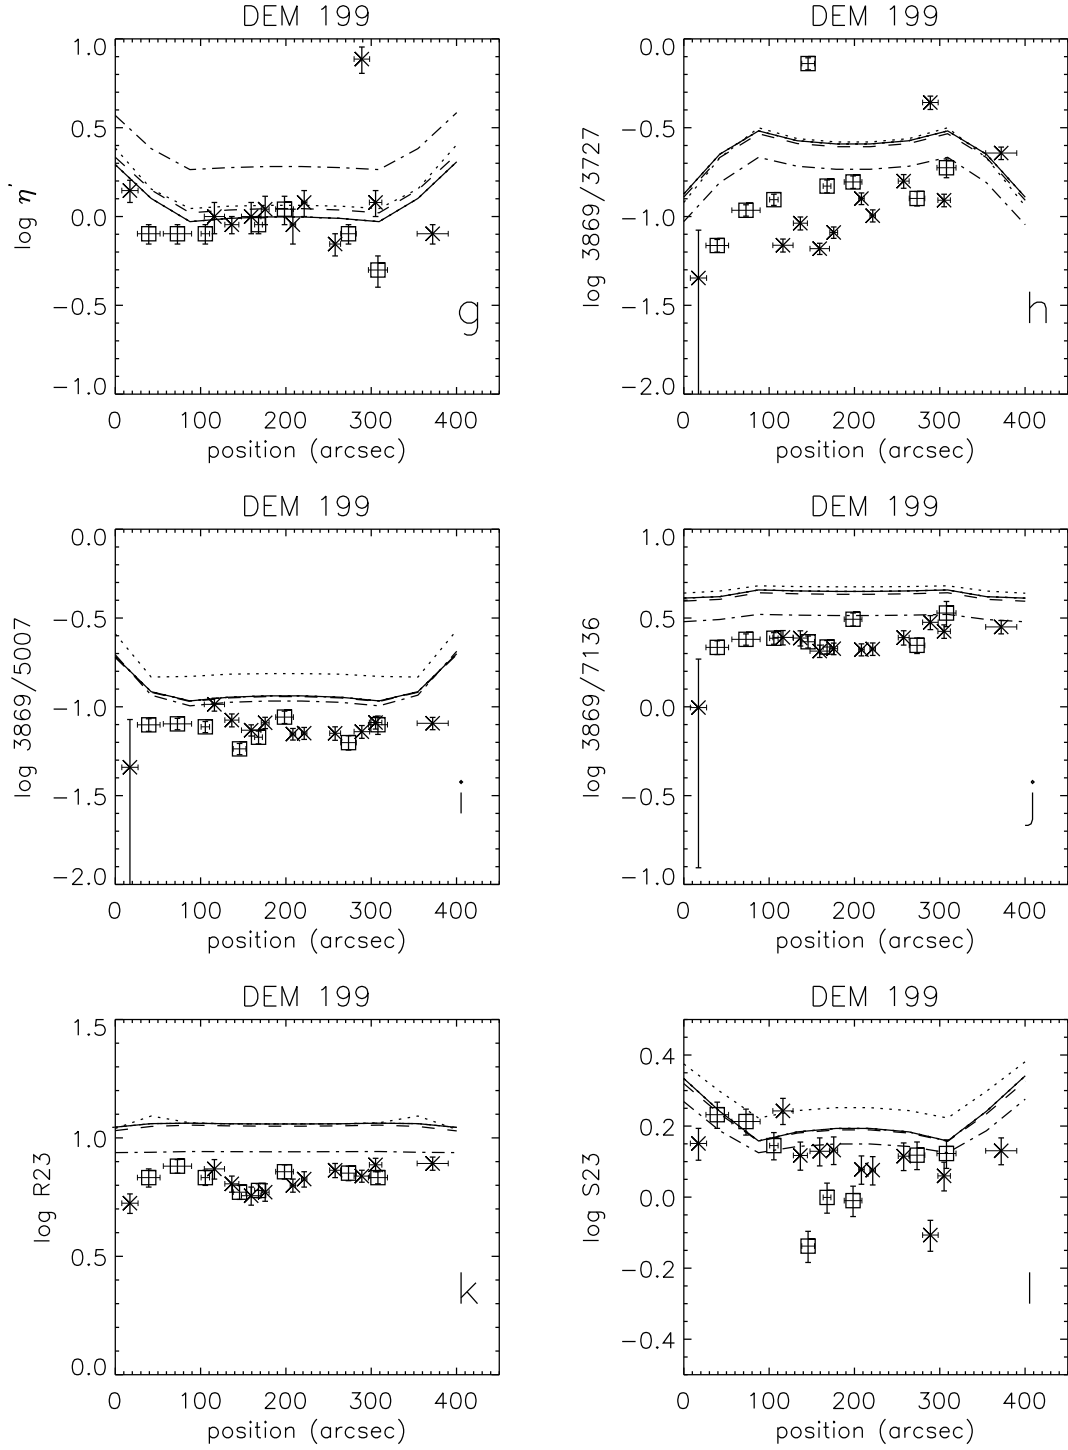 DEM 199
DEM 199
1.0
0.5
0.0
−0.5
−1.0
log η'
g
0 100 200 300 400
position (arcsec)
0.0
−0.5
−1.0
−1.5
−2.0
log 3869/3727
h
0 100 200 300 400
position (arcsec)
DEM 199
DEM 199
0.0
−0.5
−1.0
−1.5
−2.0
log 3869/5007
i
0 100 200 300 400
position (arcsec)
1.0
0.5
0.0
−0.5
−1.0
log 3869/7136
j
0 100 200 300 400
position (arcsec)
DEM 199
DEM 199
1.5
1.0
0.5
0.0
log R23
k
0 100 200 300 400
position (arcsec)
0.4
0.2
0.0
−0.2
−0.4
log S23
l
0 100 200 300 400
position (arcsec)